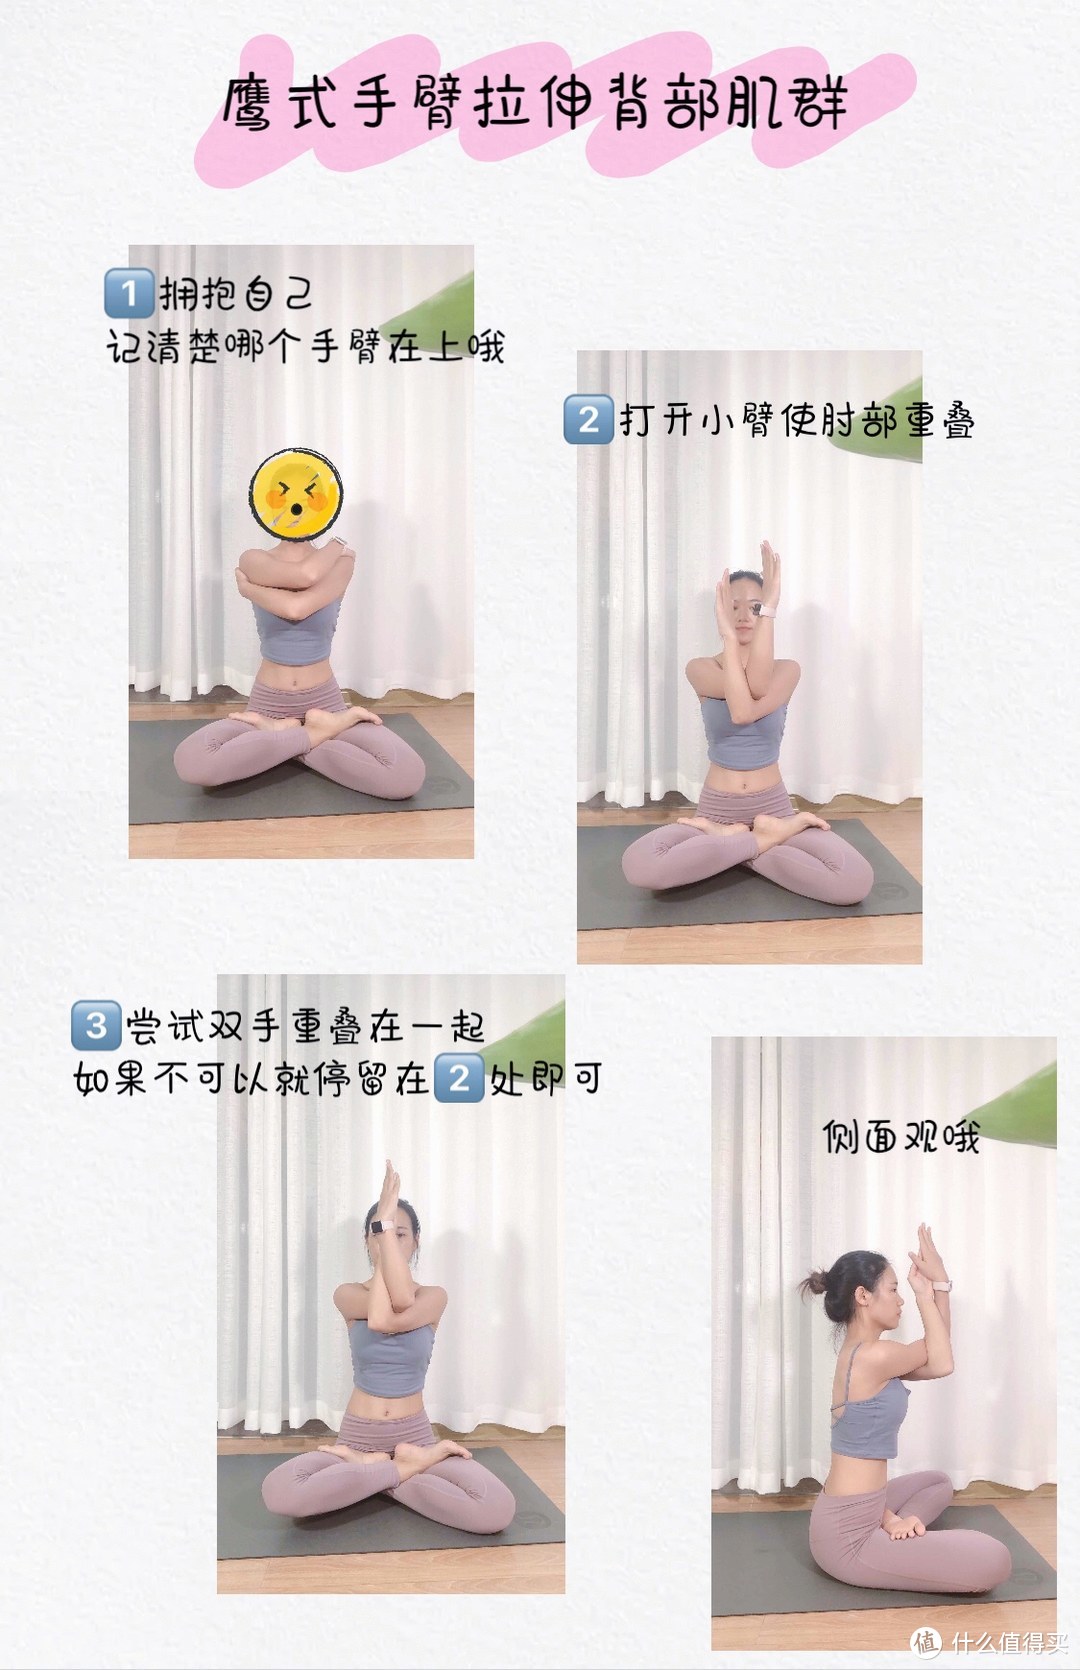 鹰式手臂拉伸背部肌群
1拥抱自己
记清楚哪个手臂在上哦
2打开小臂使肘部重叠
3尝试双手重叠在一起
如果不可以就停留在2处即可
侧面观哦
值 什么值得买